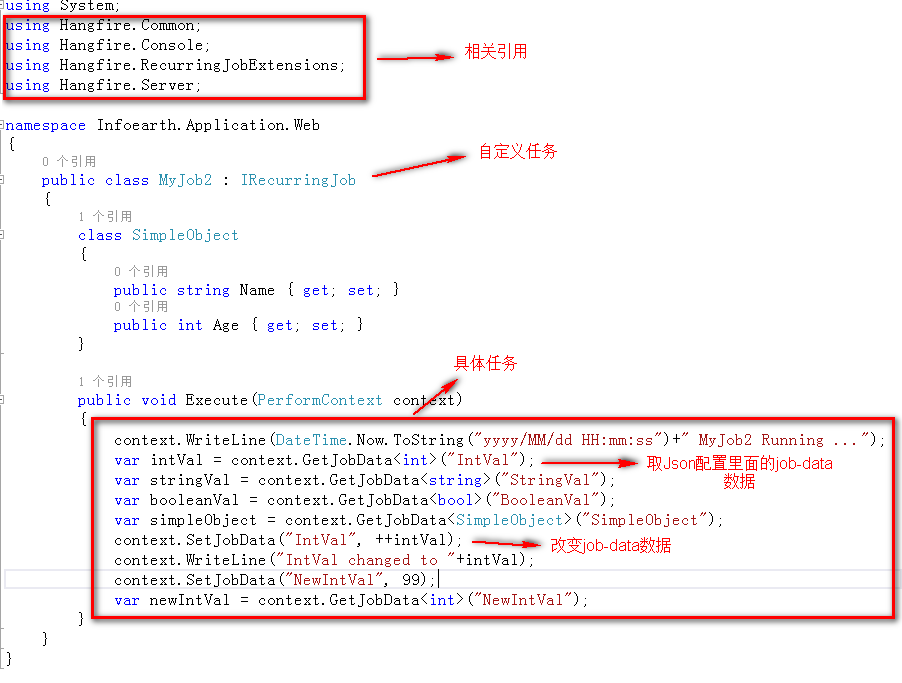 using System;
using Hangfire.Common;
using Hangfire.Console;
using Hangfire.RecurringJobExtensions;
using Hangfire.Server;
相关引用
namespace Infoearth.Application.Web
{
0 个引用
自定义任务
public class MyJob2 : IRecurringJob
{
1 个引用
class SimpleObject
{
0 个引用
public string Name { get; set; }
0 个引用
public int Age { get; set; }
}
具体任务
1 个引用
public void Execute(PerformContext context)
{
context.WriteLine(DateTime.Now.ToString("yyyy/MM/dd HH:mm:ss")+" MyJob2 Running ...");
var intVal = context.GetJobData<int>("IntVal");
取Json配置里面的job-data
数据
var stringVal = context.GetJobData<string>("StringVal");
var booleanVal = context.GetJobData<bool>("BooleanVal");
var simpleObject = context.GetJobData<SimpleObject>("SimpleObject");
context.SetJobData("IntVal", ++intVal);
改变job-data数据
context.WriteLine("IntVal changed to "+intVal);
context.SetJobData("NewIntVal", 99);
var newIntVal = context.GetJobData<int>("NewIntVal");
}
}
}